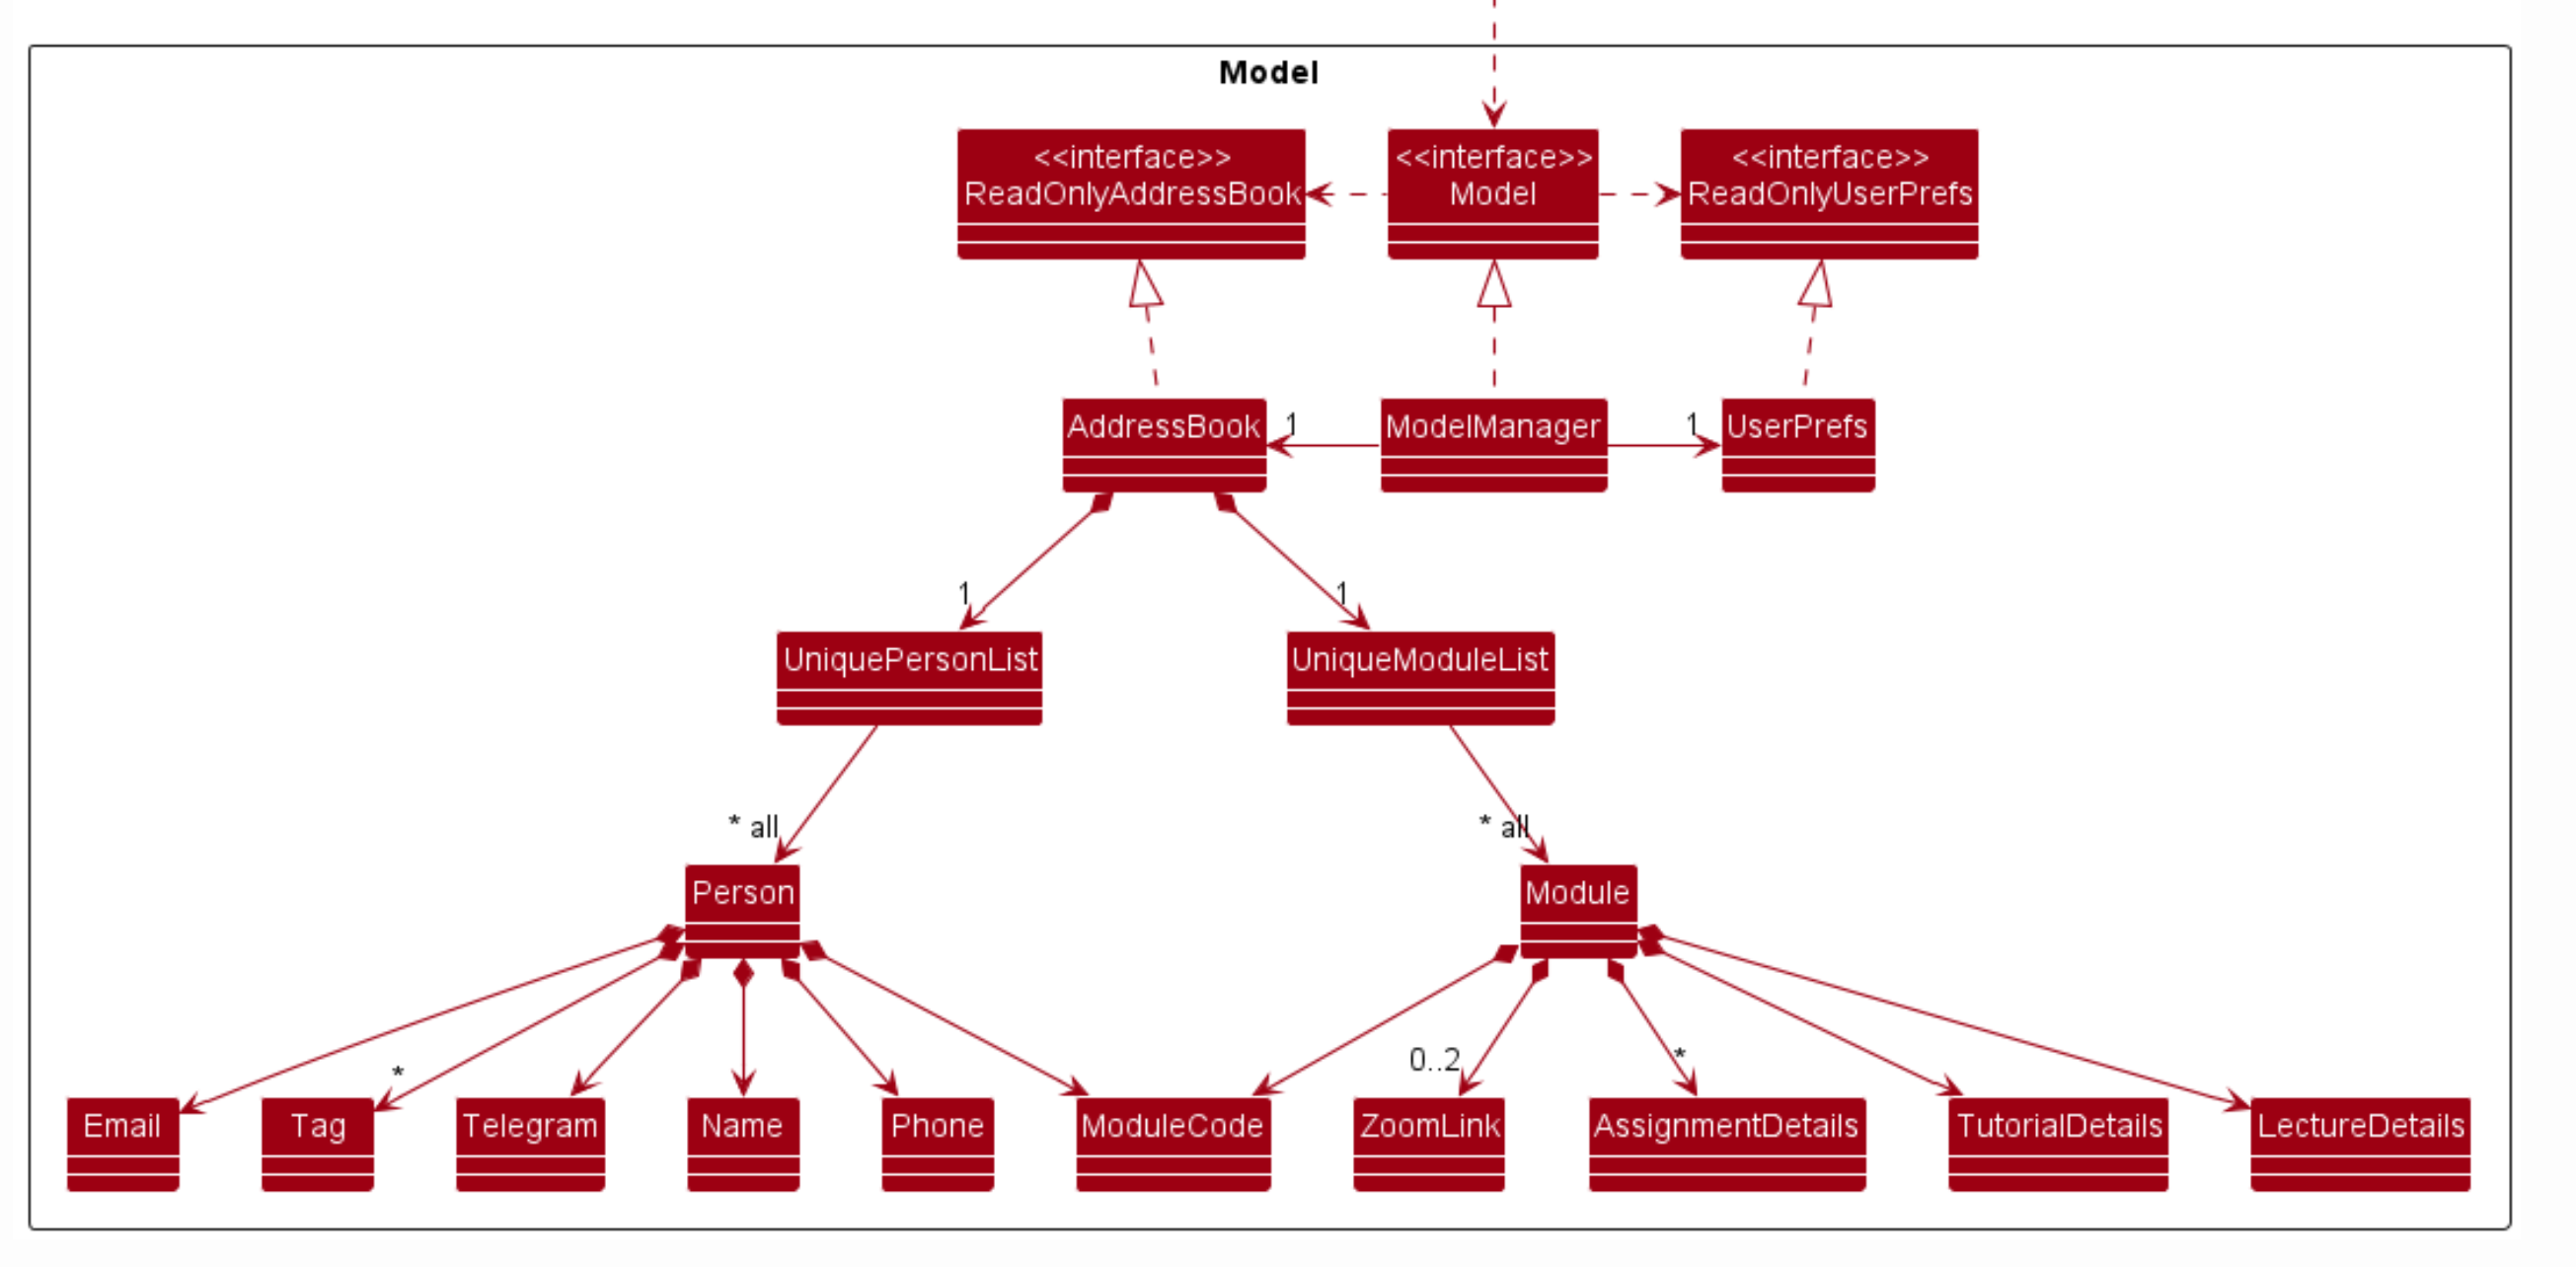 Model
<<interface>>
ReadOnlyAddressBook
<<interface>>
Model
<<interface>>
ReadOnlyUserPrefs
AddressBook
1
ModelManager
1
UserPrefs
1
1
UniquePersonList
UniqueModuleList
* all
* all
Person
Module
*
0..2
*
Email
Tag
Telegram
Name
Phone
ModuleCode
ZoomLink
AssignmentDetails
TutorialDetails
LectureDetails